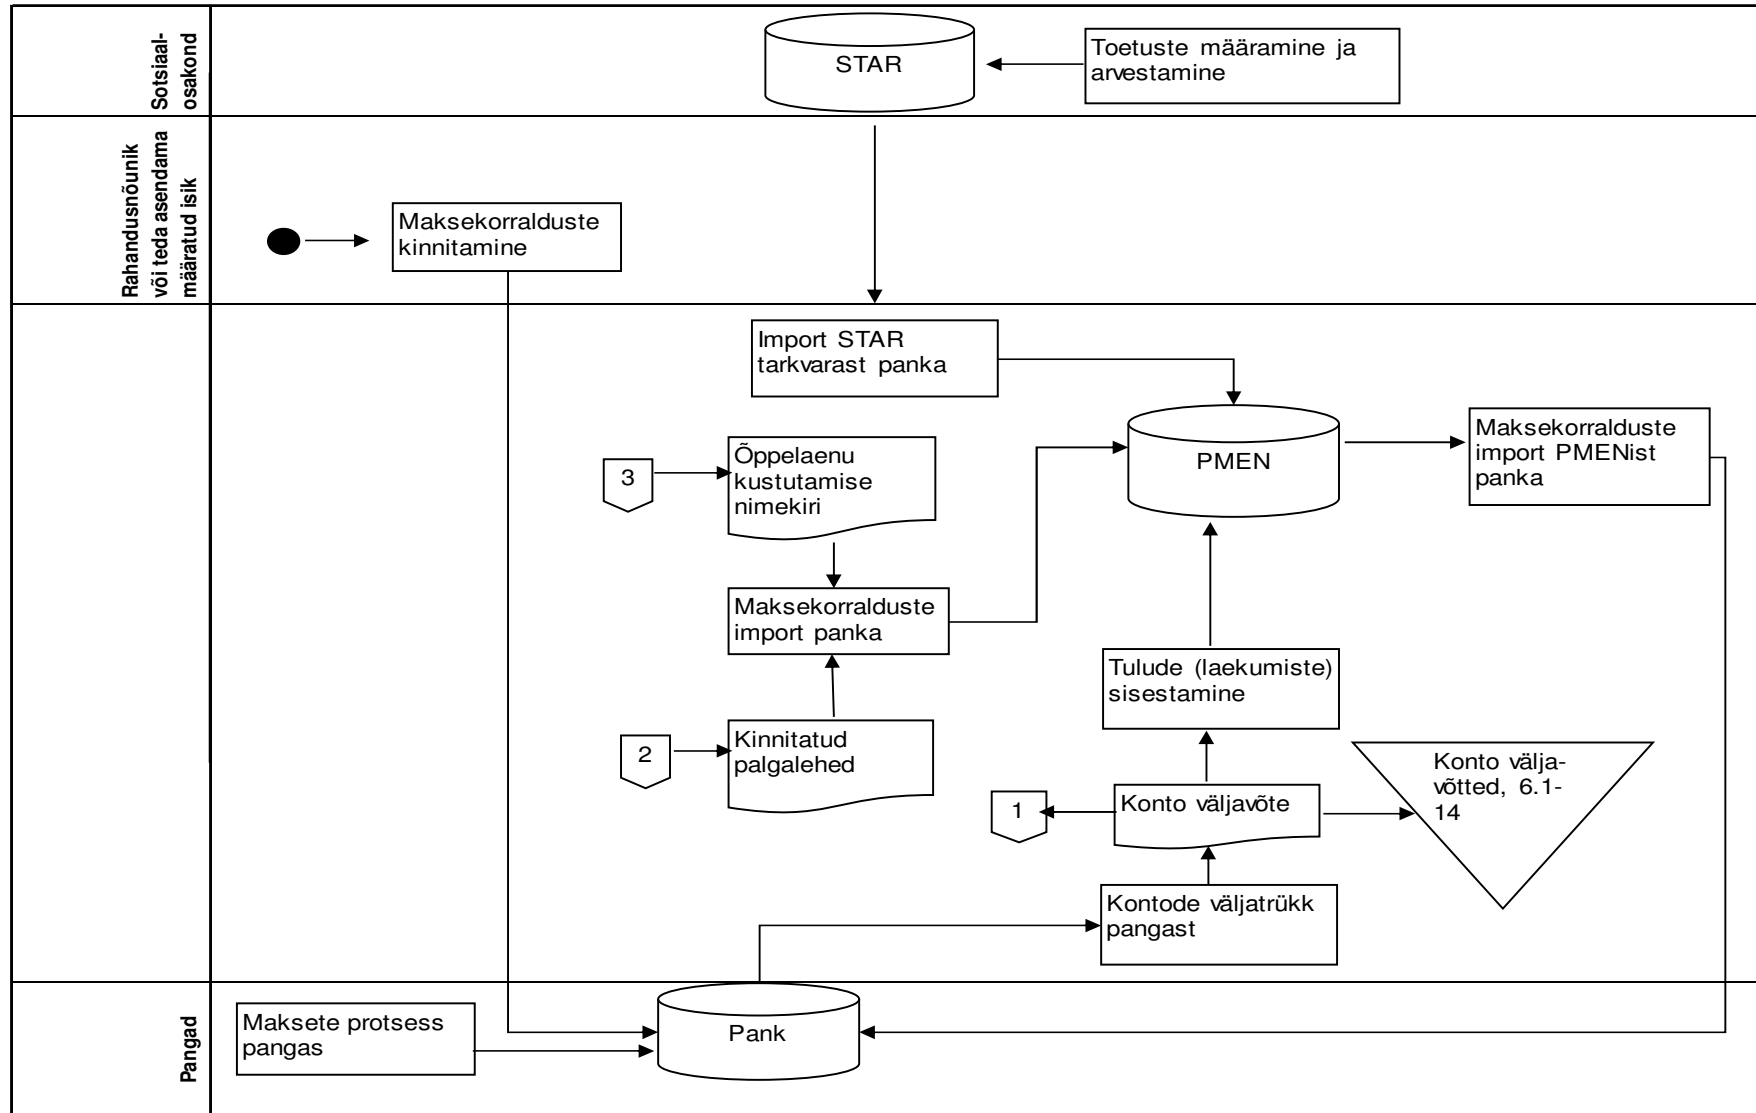 Sotsiaal-
osakond
STAR
Toetuste määramine ja
arvestamine
Rahandusnõunik
või teda asendama
määratud isik
Maksekorralduste
kinnitamine
Import STAR
tarkvarast panka
3
Õppelaenu
kustutamise
nimekiri
PMEN
Maksekorralduste
import PMENist
panka
Maksekorralduste
import panka
Tulude (laekumiste)
sisestamine
2
Kinnitatud
palgalehed
1
Konto väljavõte
Konto välja-
võtted, 6.1-
14
Kontode väljatrükk
pangast
Pangad
Maksete protsess
pangas
Pank